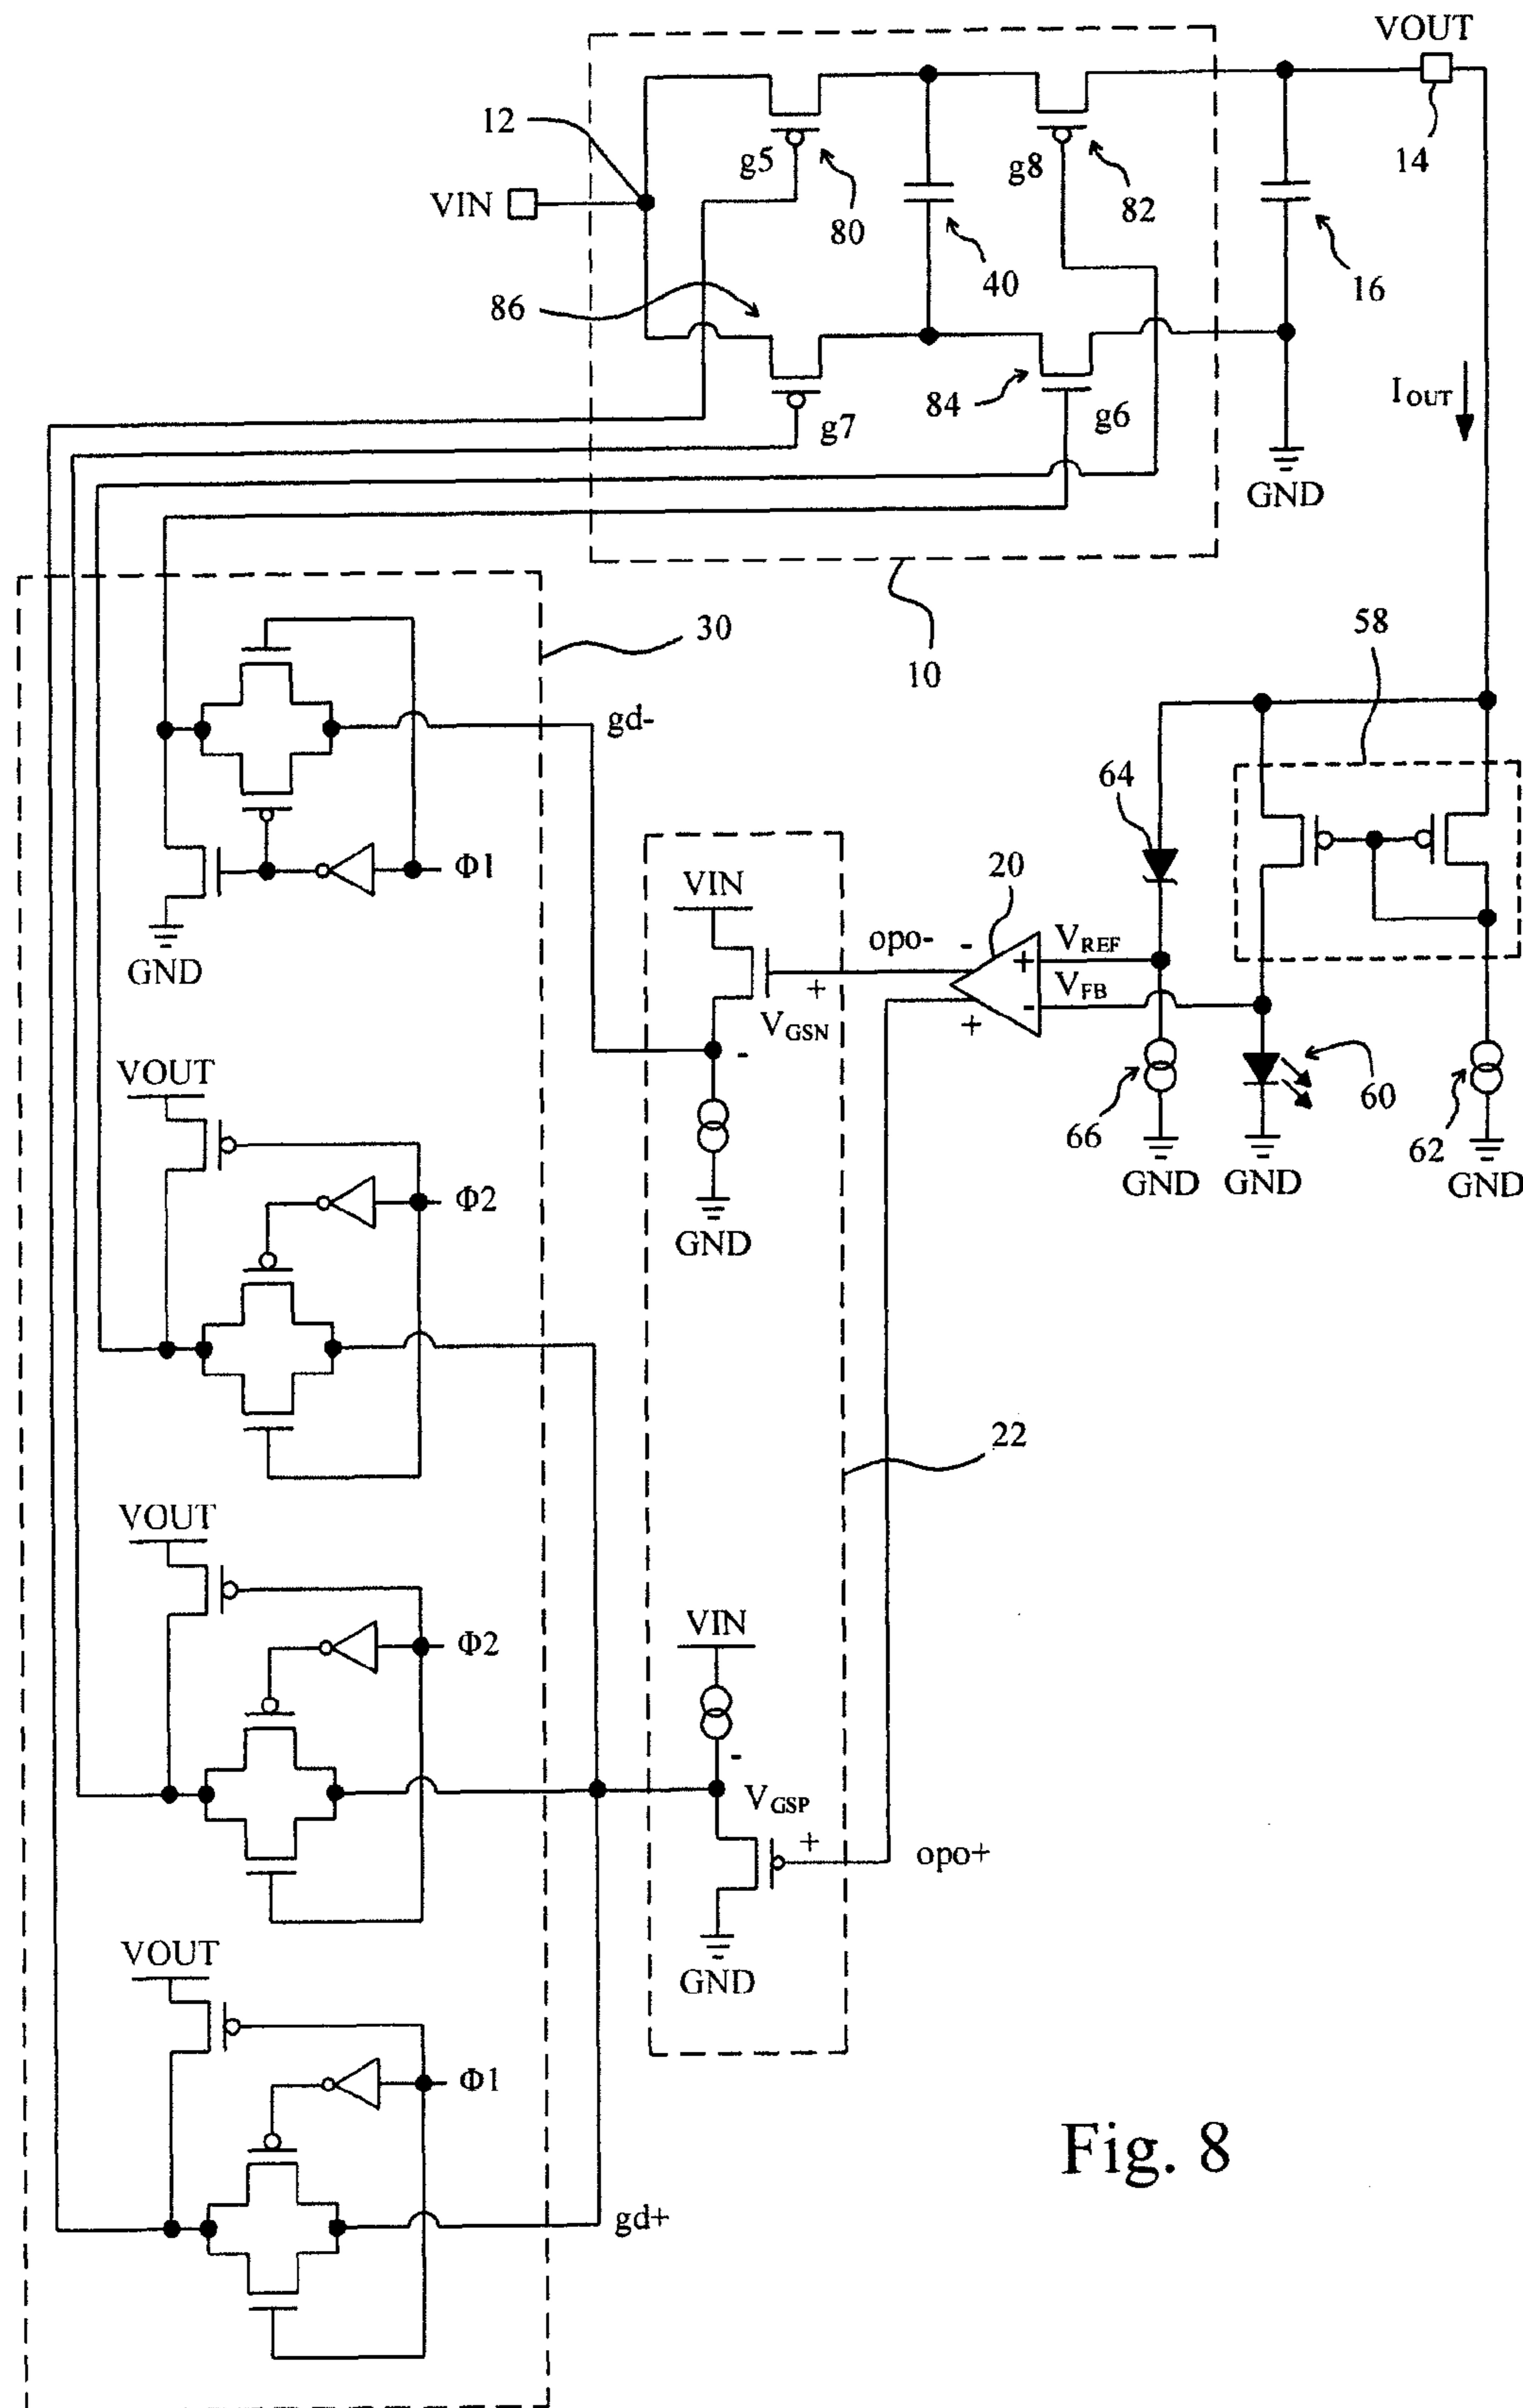 VOUT
12
VIN
g5
80
g8
82
14
40
16
86
84
g7
g6
I OUT
GND
10
30
58
gd-
64
Φ1
GND
VIN
20
opo-
-
+
VREF
VFB
-
+
+
VGSN
-
VOUT
66
60
62
GND
GND
GND
Φ2
GND
22
VOUT
VIN
Φ2
-
VGSP
+
opo+
GND
VOUT
Φ1
gd+
Fig. 8